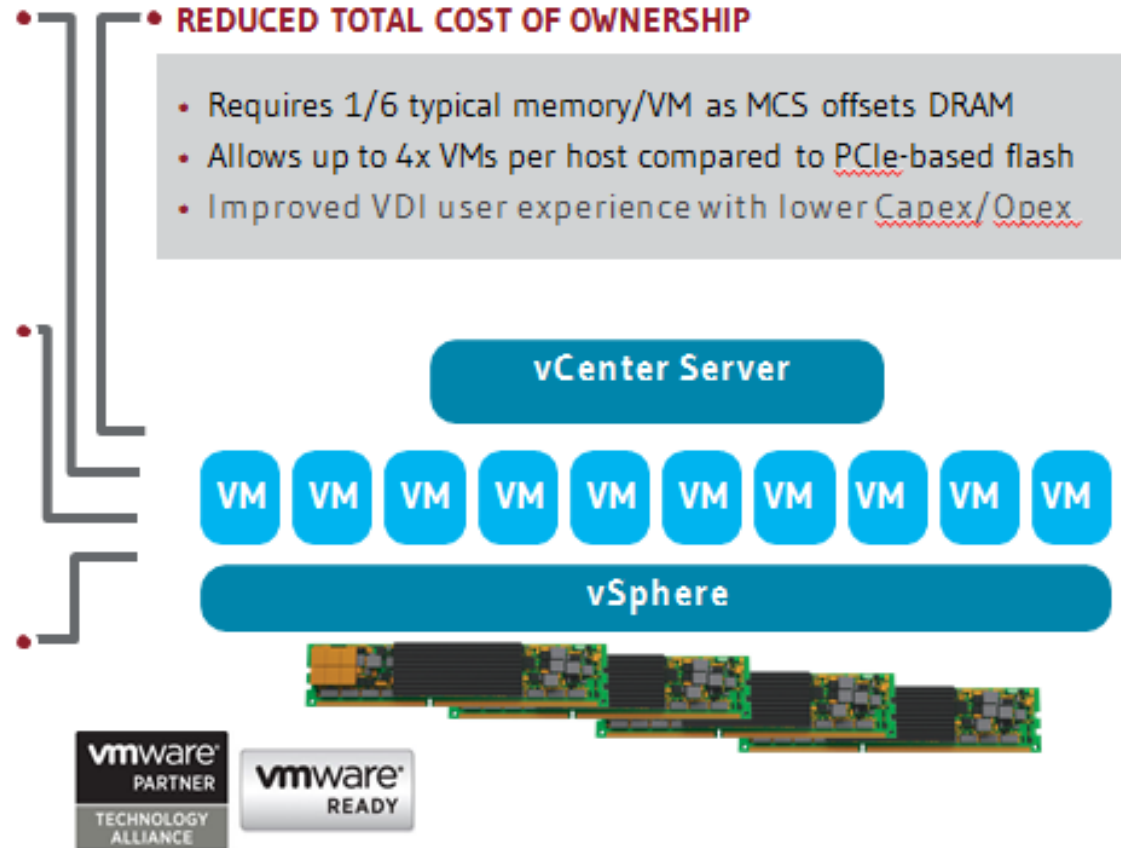 REDUCED TOTAL COST OF OWNERSHIP
• Requires 1/6 typical memory/VM as MCS offsets DRAM
• Allows up to 4x VMs per host compared to PCIe-based flash
• Improved VDI user experience with lower Capex/Opex
vCenter Server
VM VM VM VM VM VM VM VM VM VM
vSphere
vmware
PARTNER
TECHNOLOGY
ALLIANCE
vmware
READY